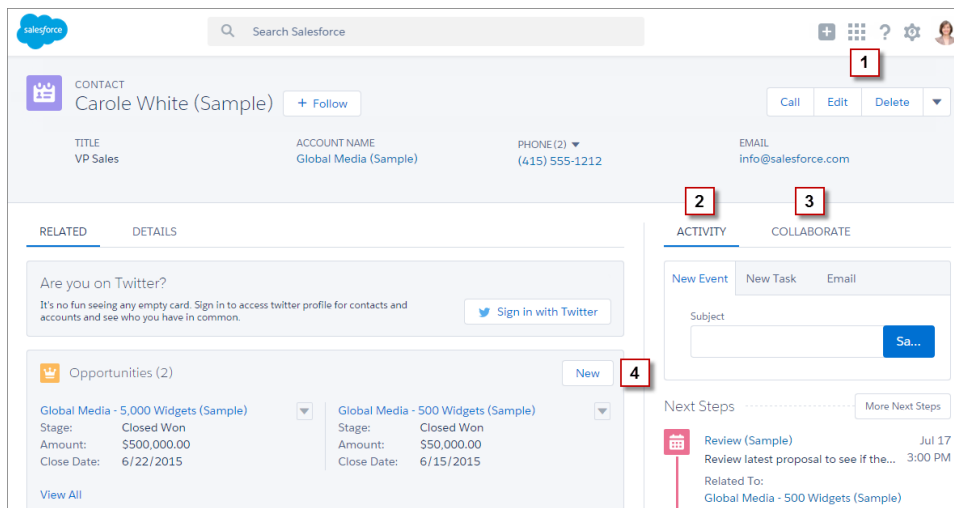 salesforce
Search Salesforce
1
CONTACT
Carole White (Sample)
+ Follow
Call Edit Delete
TITLE ACCOUNT NAME PHONE (2) EMAIL
VP Sales Global Media (Sample) (415) 555-1212 info@salesforce.com
2 3
RELATED DETAILS
ACTIVITY COLLABORATE
Are you on Twitter?
It's no fun seeing any empty card. Sign in to access twitter profile for contacts and
accounts and see who you have in common.
Sign in with Twitter
New Event New Task Email
Subject
Sa...
Opportunities (2)
New
4
Global Media - 5,000 Widgets (Sample)
Stage: Closed Won
Amount: $500,000.00
Close Date: 6/22/2015
Global Media - 500 Widgets (Sample)
Stage: Closed Won
Amount: $50,000.00
Close Date: 6/15/2015
View All
Next Steps
More Next Steps
Review (Sample) Jul 17
Review latest proposal to see if the... 3:00 PM
Related To:
Global Media - 500 Widgets (Sample)